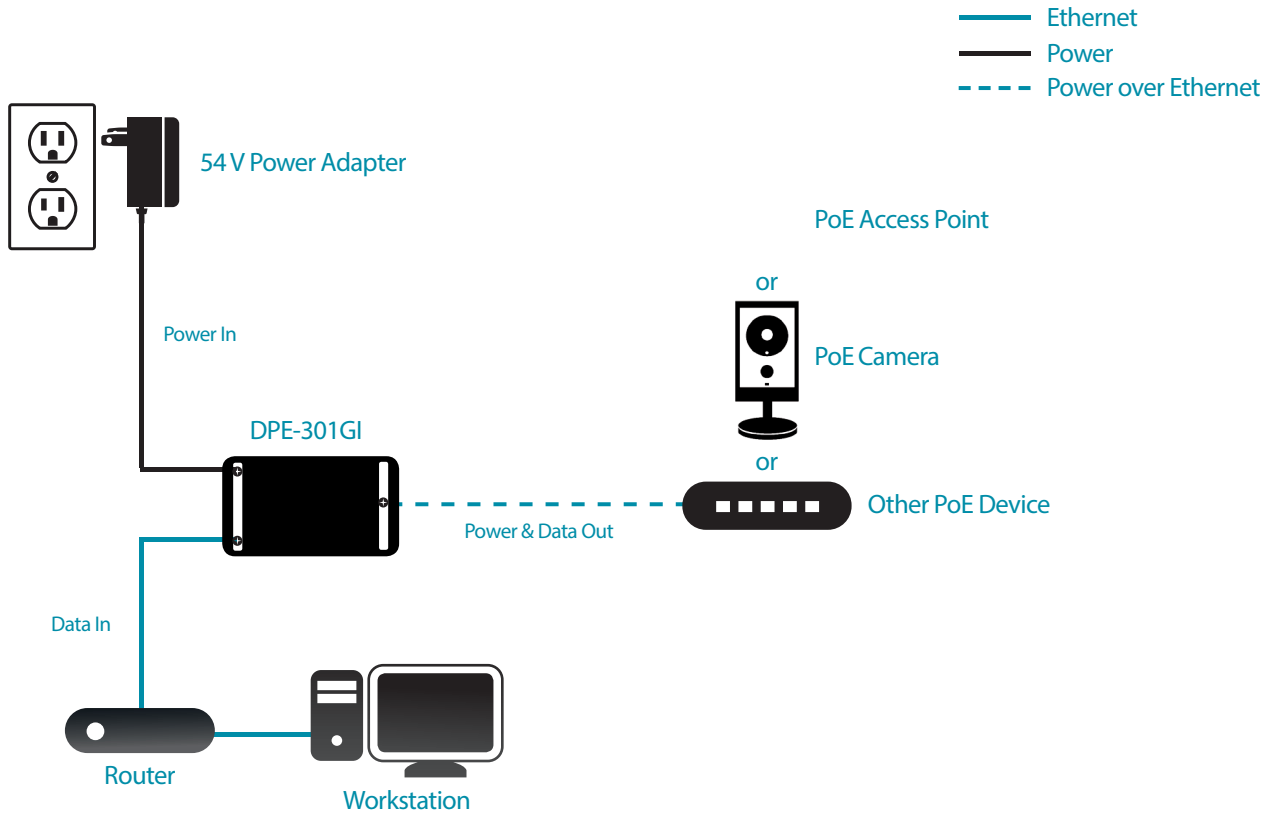 Ethernet
Power
Power over Ethernet
54 V Power Adapter
PoE Access Point
or
Power In
PoE Camera
DPE-301GI
or
Other PoE Device
Power & Data Out
Data In
Router
Workstation